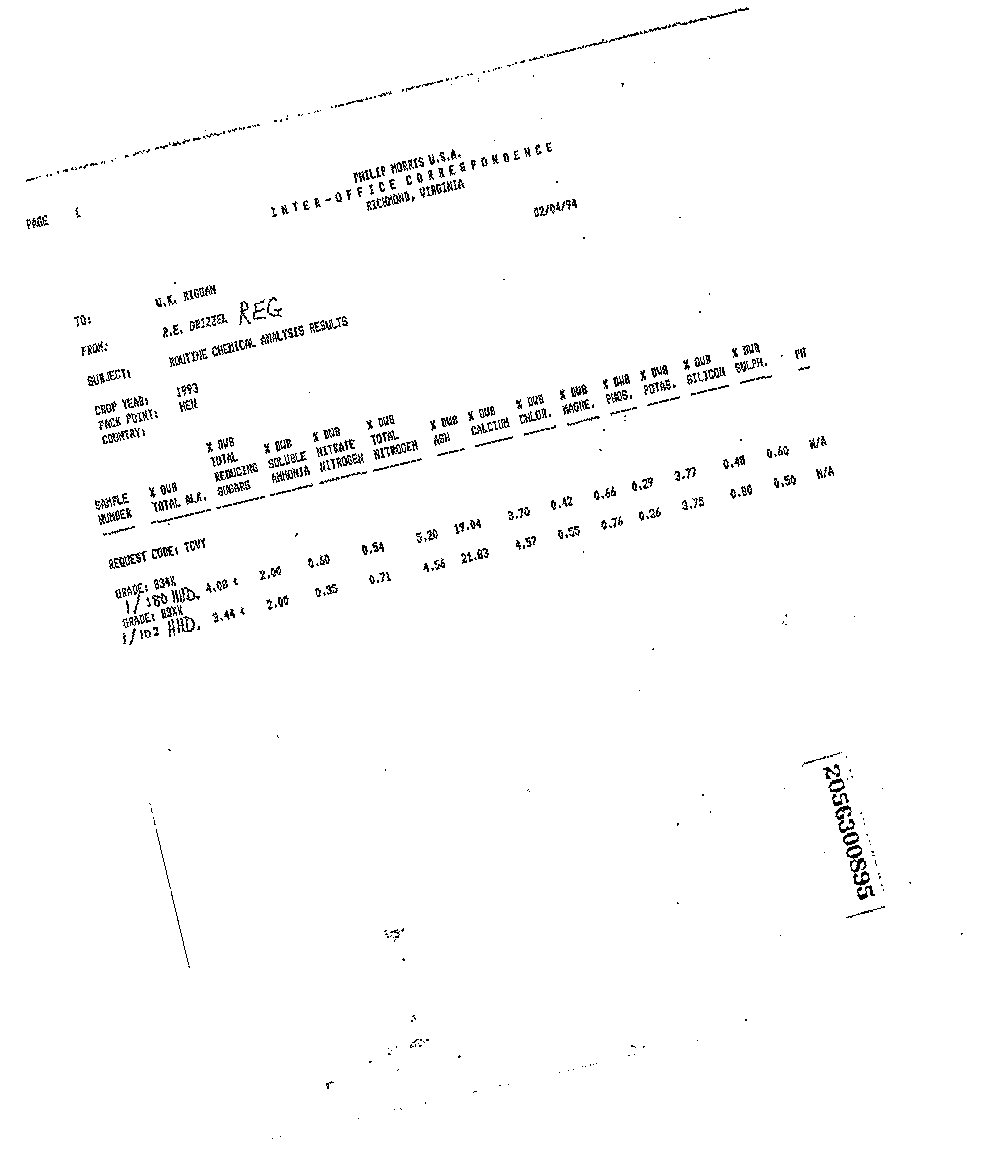 PHILIP MORRIS U.S.A.
INTER-OFFICE CORRESPONDENCE
RICHMOND, VIRGINIA
PAGE 1
02/04/94
TO:
FROM: R.E. REG
SUBJECT: ROUTINE CHEMICAL ANALYSIS RESULTS
CROP YEAR: 1993
PACK POINT: NEW
COUNTRY:
SAMPLE NUMBER
% DWB TOTAL ALK.
% DWB TOTAL REDUCING SUGARS
% DWB SOLUBLE AMMONIA
% DWB NITRATE NITROGEN
% DWB TOTAL NITROGEN
% DWB ASH
% DWB CALCIUM
% DWB CHLOR.
% DWB MAGNE.
% DWB PHOS.
% DWB POTAS.
% DWB SILICON
% DWB SULPH.
PH
REQUEST CODE: TCVY
GRADE: B34K
1/180 HHD. 4.08 < 2.00 0.60 0.54 5.20 19.04 3.70 0.42 0.66 0.29 3.77 0.48 0.60 N/A
GRADE:
1/102 HHD. 3.44 < 2.00 0.35 0.71 4.56 21.83 4.57 0.55 0.76 0.26 3.75 0.80 0.50 N/A
2056300895